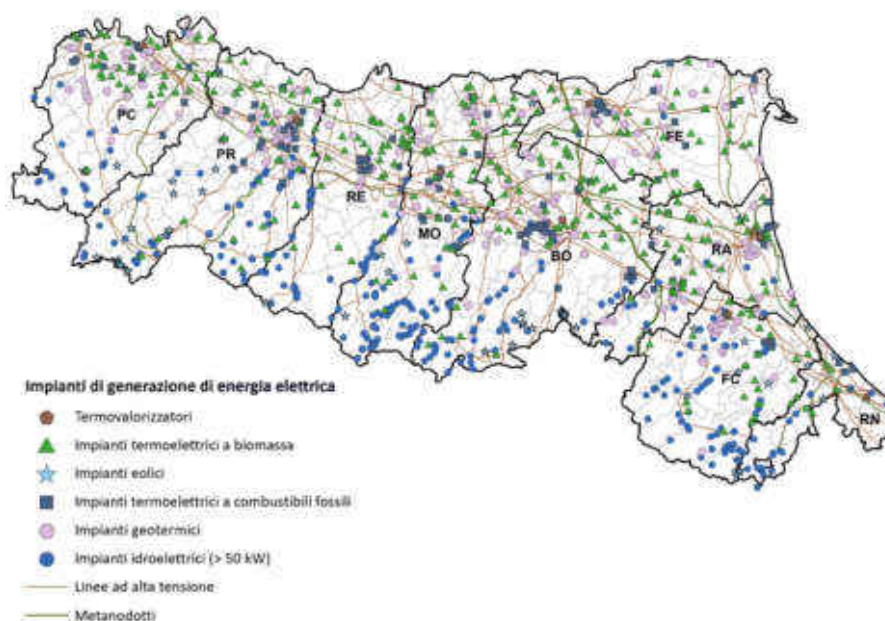 PC
PR
RE
MO
BO
FE
RA
FC
RN
Impianti di generazione di energia elettrica
Termovalorizzatori
Impianti termoelettrici a biomassa
Impianti eolici
Impianti termoelettrici a combustibili fossili
Impianti geotermici
Impianti idroelettrici (> 50 kW)
Linee ad alta tensione
Metanodotti